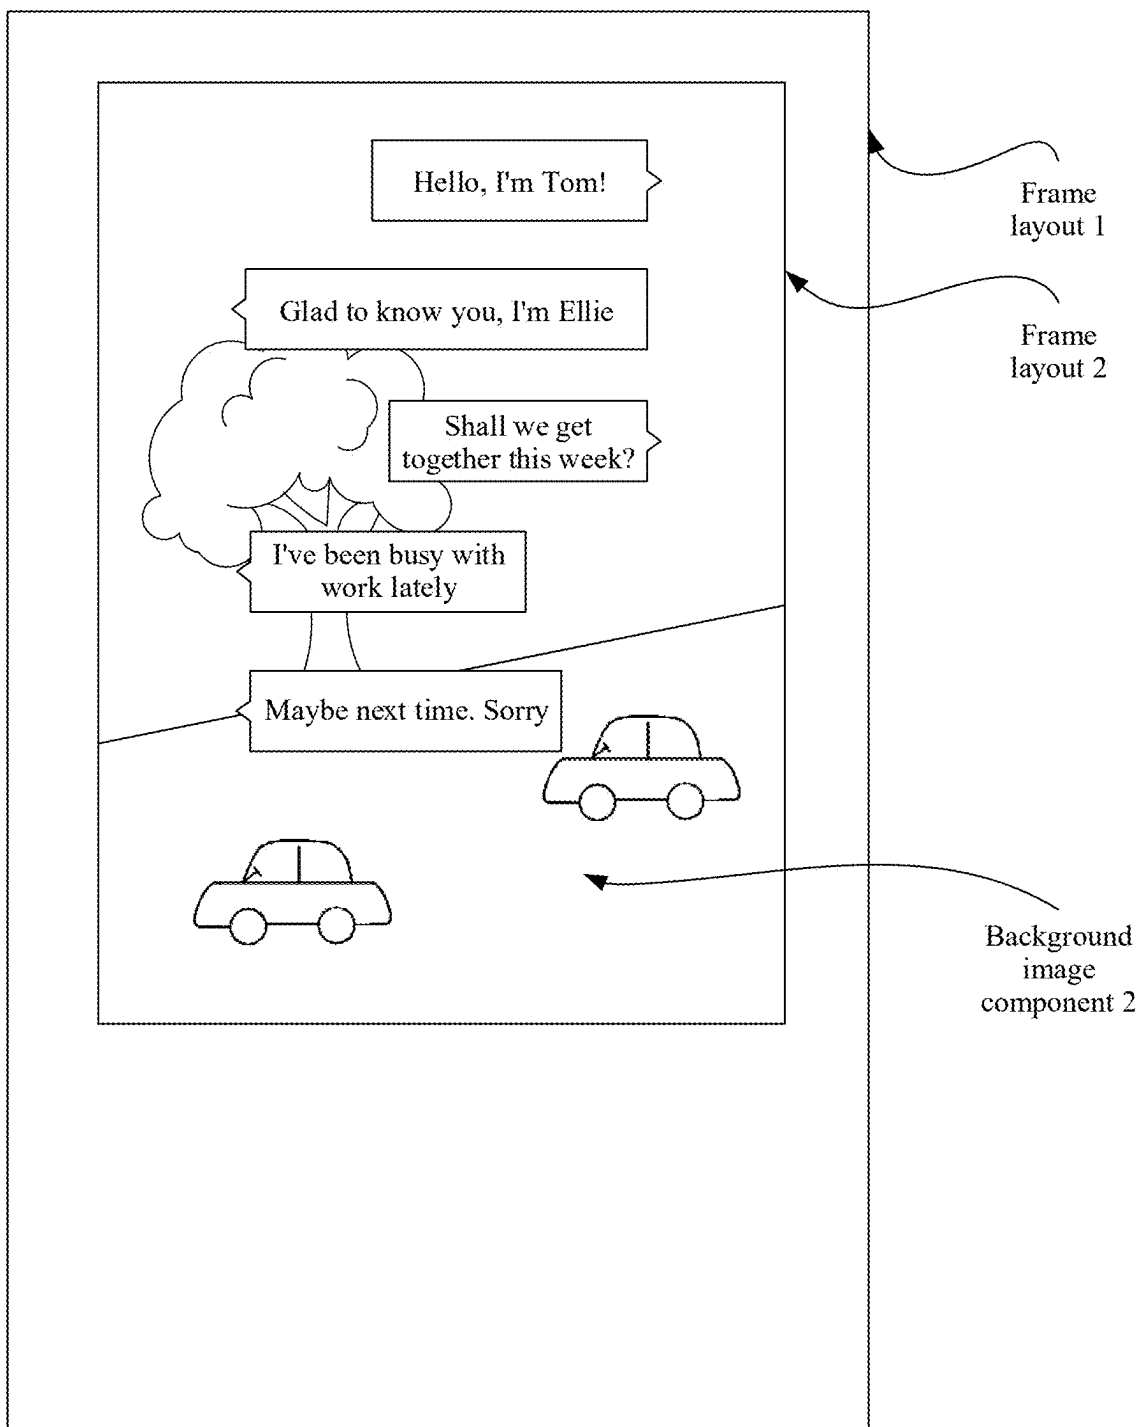 Hello, I'm Tom!
Glad to know you, I'm Ellie
Shall we get
together this week?
I've been busy with
work lately
Maybe next time. Sorry
Frame
layout 1
Frame
layout 2
Background
image
component 2